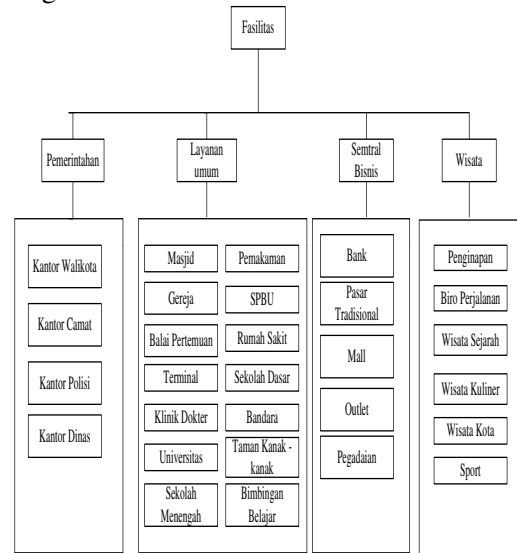 Fasilitas
Pemerintahan
Layanan
umum
Semtral
Bisnis
Wisata
Kantor Walikota
Kantor Camat
Kantor Polisi
Kantor Dinas
Masjid
Pemakaman
Gereja
SPBU
Balai Pertemuan
Rumah Sakit
Terminal
Sekolah Dasar
Klinik Dokter
Bandara
Universitas
Taman Kanak -
kanak
Sekolah
Menengah
Bimbingan
Belajar
Bank
Pasar
Tradisional
Mall
Outlet
Pegadaian
Penginapan
Biro Perjalanan
Wisata Sejarah
Wisata Kuliner
Wisata Kota
Sport